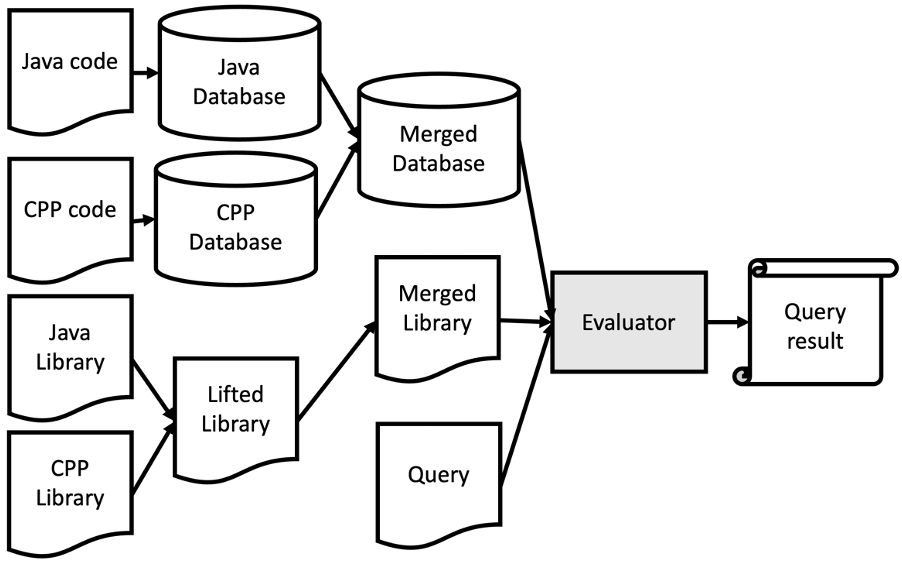 Java code
Java
Database
Merged
Database
CPP code
CPP
Database
Java
Library
CPP
Library
Lifted
Library
Merged
Library
Query
Evaluator
Query
result